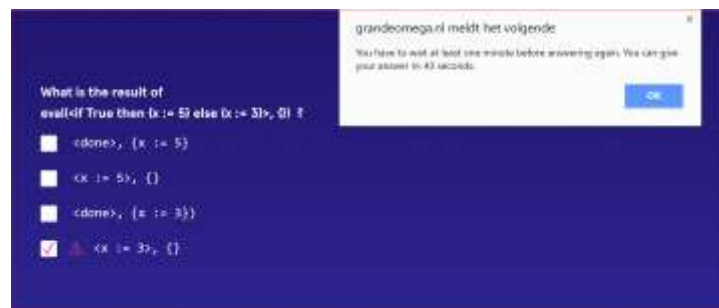 grandeomega.nl meldt het volgende
You have to wait at least one minute before answering again. You can give
your answer in 43 seconds.
OK
What is the result of
eval(<if True then {x := 5} else {x := 3}>, {}) ?
<done>, {x := 5}
<x := 5>, {}
<done>, {x := 3})
<x := 3>, {}